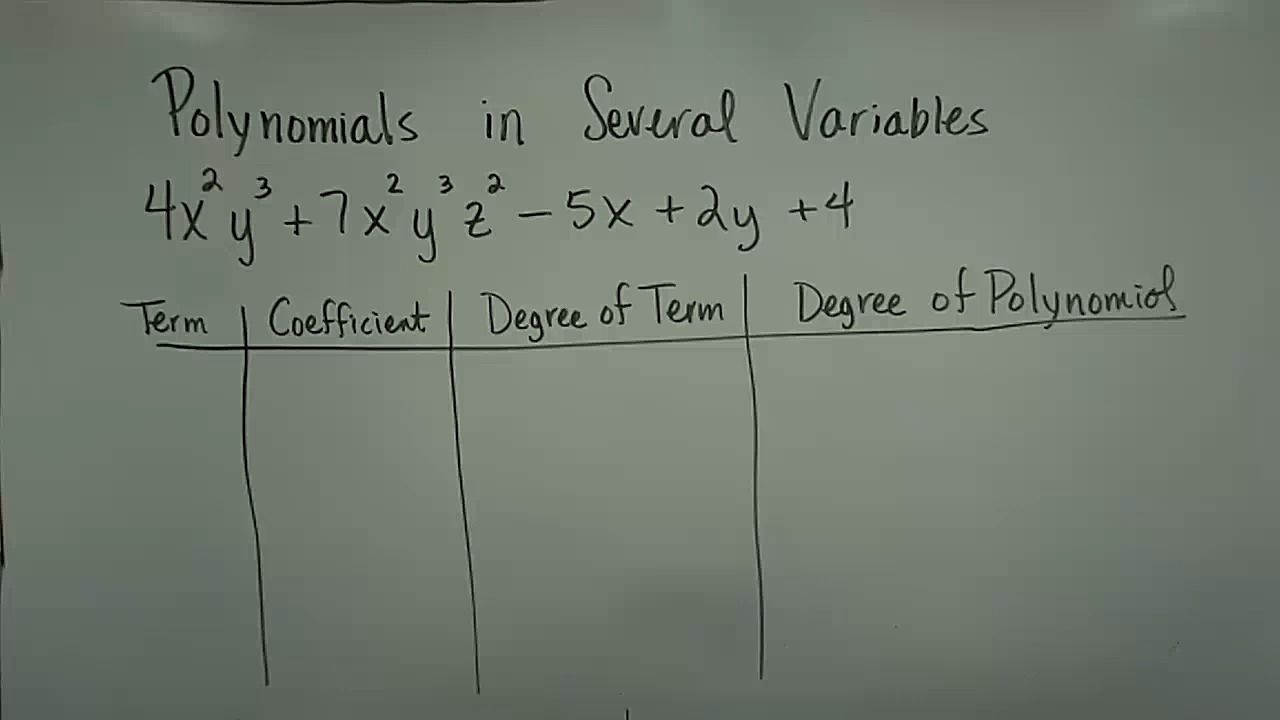 Polynomials in Several Variables
4x²y³ + 7x²y³z² - 5x + 2y + 4
Term | Coefficient | Degree of Term | Degree of Polynomial